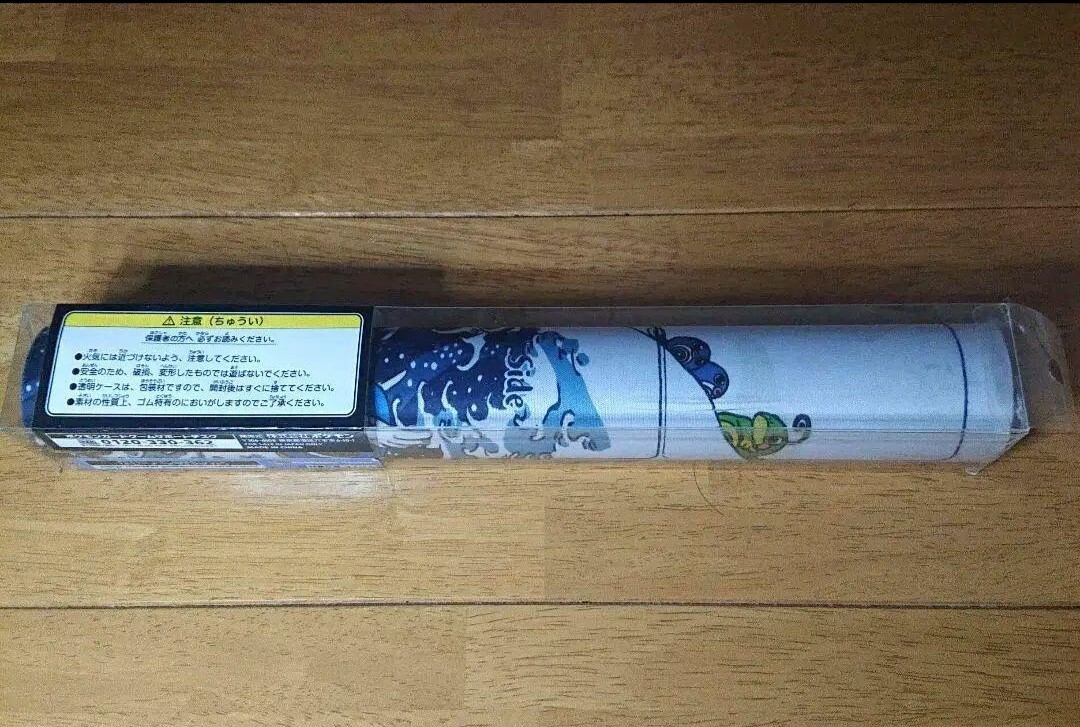 ⚠ 注意（ちゅうい）
保護者の方へ 必ずお読みください。
●火気には近づけないよう、注意してください。
●安全のため、破損、変形したものでは遊ばないでください。
●透明ケースは、包装材ですので、開封後はすぐに捨ててください。
●素材の性質上、ゴム特有のにおいがしますのでご了承ください。
0120-330-362
Side